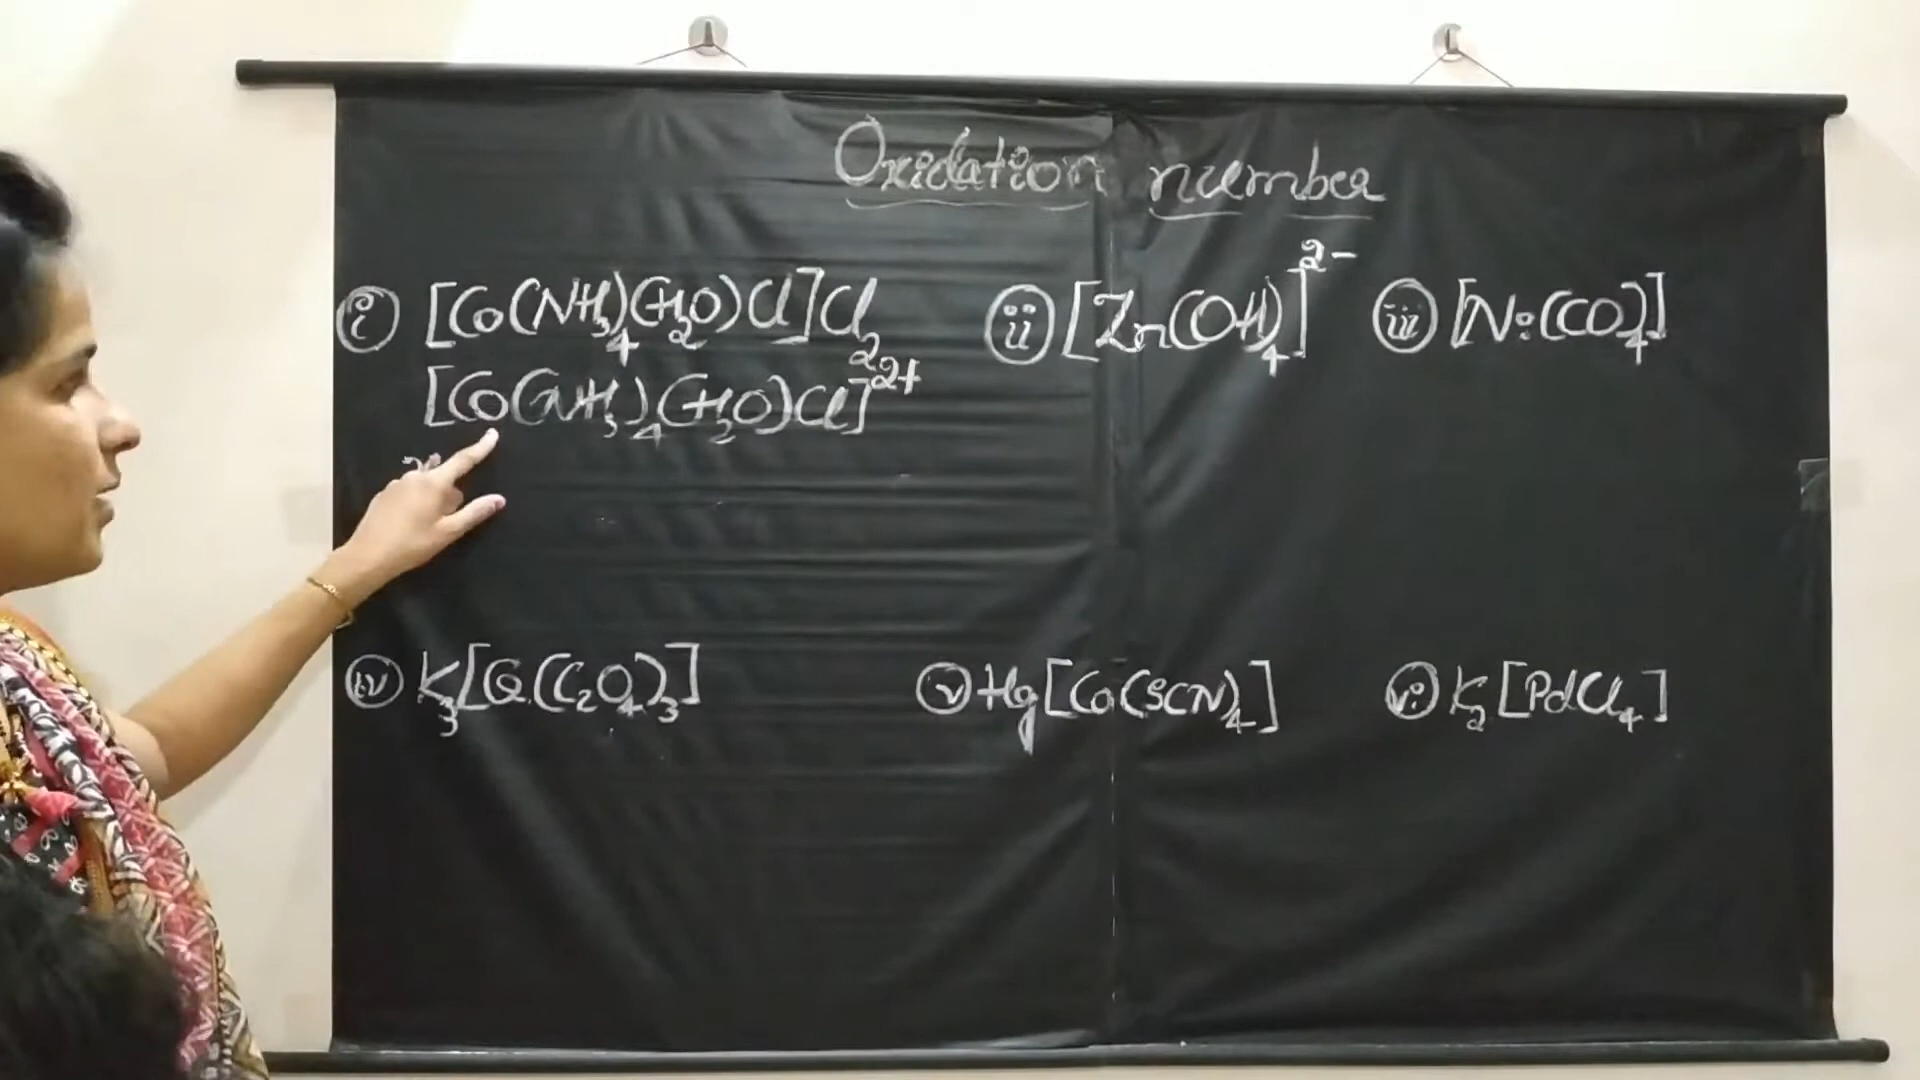 Oxidation number
(i) [Co(NH₃)₄(H₂O)Cl]Cl₂
[Co(NH₃)₄(H₂O)Cl]²⁺
x
(ii) [Zn(OH)₄]²⁻
(iii) [Ni(CO)₄]
(iv) K₃[Cr(C₂O₄)₃]
(v) Hg[Co(SCN)₄]
(vi) K₂[PdCl₄]